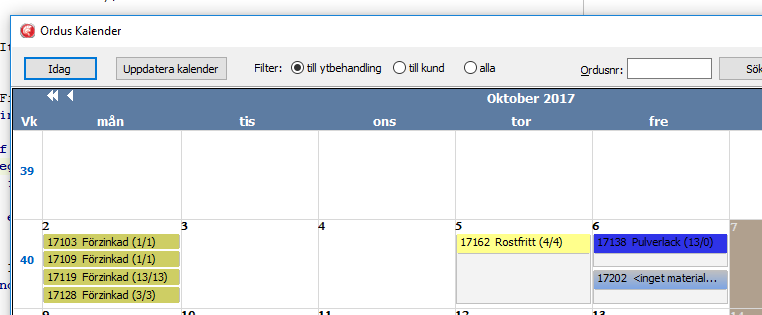 Ordus Kalender
Idag
Uppdatera kalender
Filter:
till ytbehandling
till kund
alla
Ordusnr:
Sök
Oktober 2017
Vk mån tis ons tor fre
39
2 3 4 5 6 7
40
17103 Förzinkad (1/1)
17109 Förzinkad (1/1)
17119 Förzinkad (13/13)
17128 Förzinkad (3/3)
17162 Rostfritt (4/4)
17138 Pulverlack (13/0)
17202 <inget material...
9 10 11 12 13